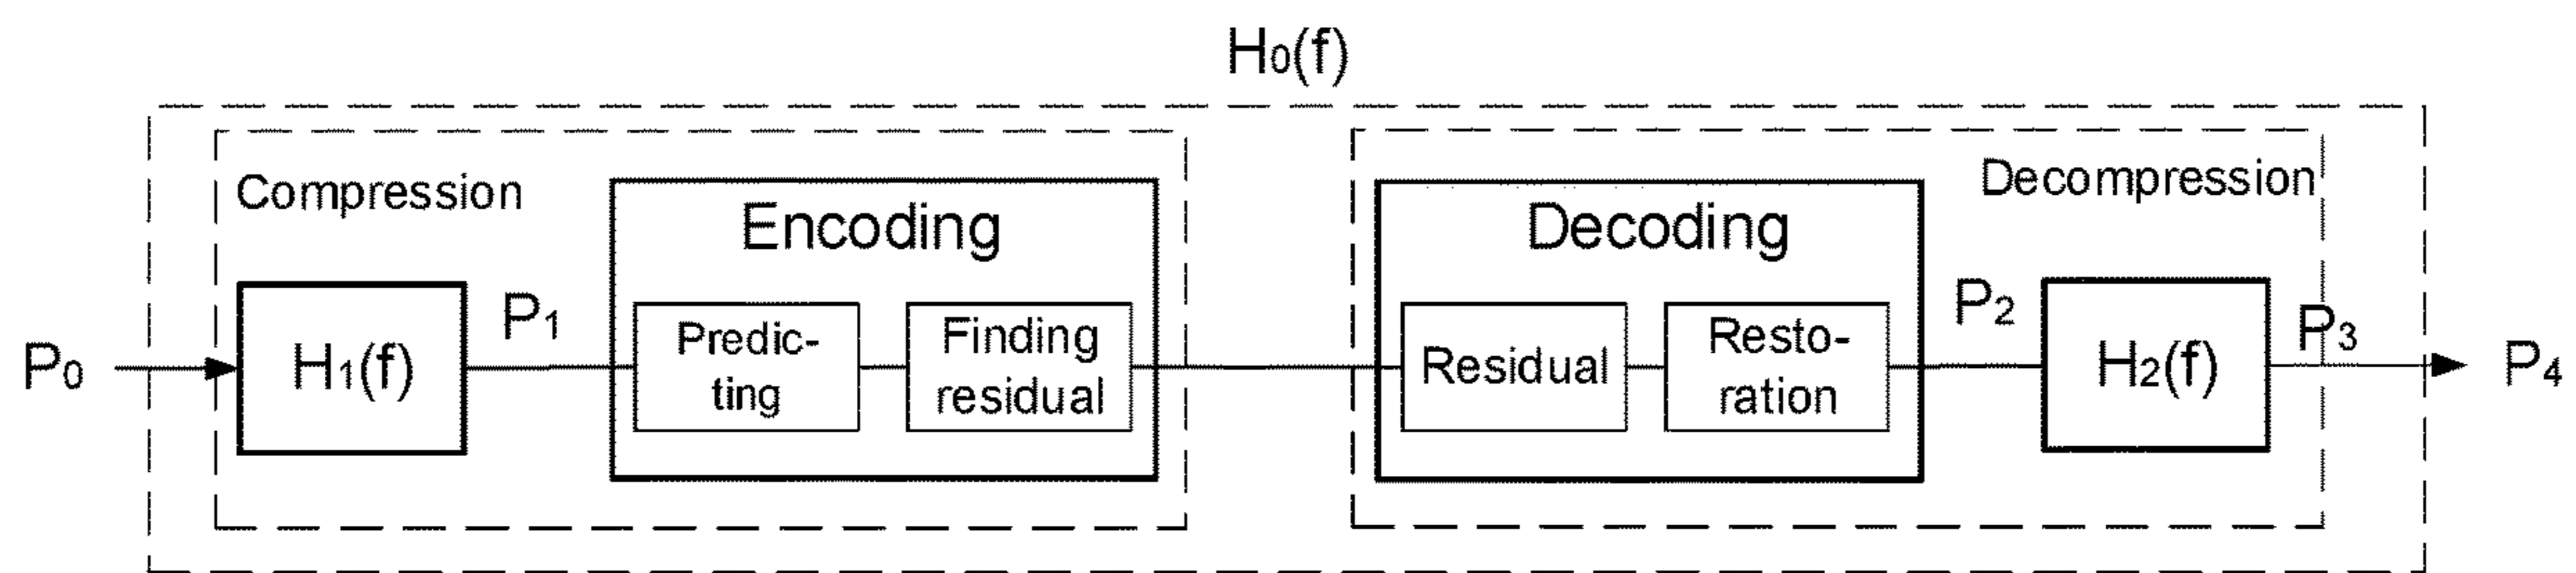 H₀(f)
Compression
Decompression
Encoding
Decoding
P₀
H₁(f)
P₁
Predic-
ting
Finding
residual
Residual
Resto-
ration
P₂
H₂(f)
P₃
P₄